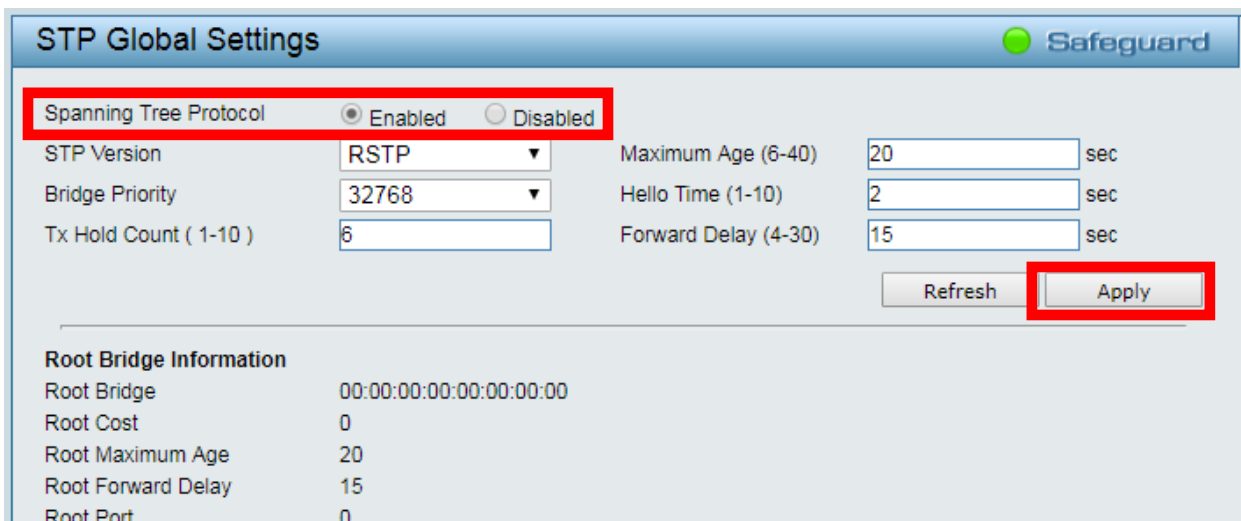 STP Global Settings Safeguard
Spanning Tree Protocol Enabled Disabled
STP Version RSTP Maximum Age (6-40) 20 sec
Bridge Priority 32768 Hello Time (1-10) 2 sec
Tx Hold Count ( 1-10 ) 6 Forward Delay (4-30) 15 sec
Refresh Apply
Root Bridge Information
Root Bridge 00:00:00:00:00:00:00:00
Root Cost 0
Root Maximum Age 20
Root Forward Delay 15
Root Port 0